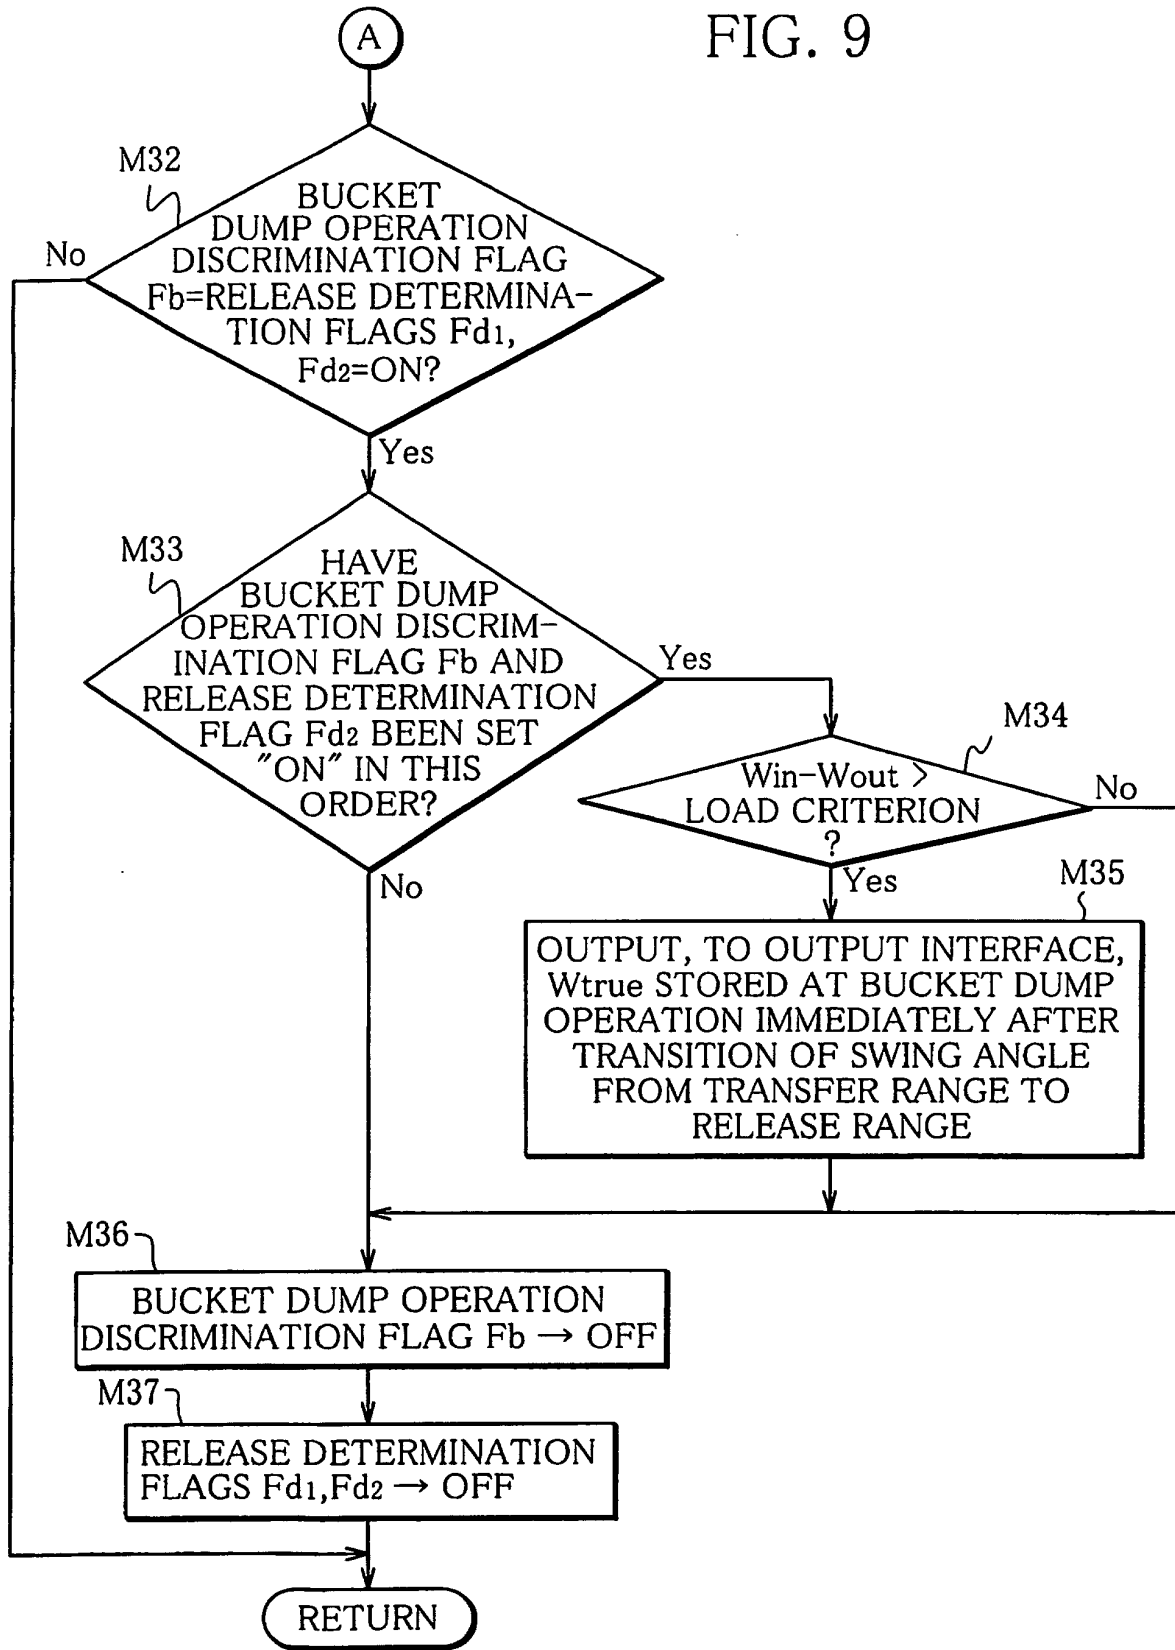 FIG. 9
A
M32
BUCKET
DUMP OPERATION
DISCRIMINATION FLAG
Fb=RELEASE DETERMINA-
TION FLAGS Fd1,
Fd2=ON?
No
Yes
M33
HAVE
BUCKET DUMP
OPERATION DISCRIM-
INATION FLAG Fb AND
RELEASE DETERMINATION
FLAG Fd2 BEEN SET
"ON" IN THIS
ORDER?
Yes
No
M34
Win-Wout >
LOAD CRITERION
?
No
Yes
M35
OUTPUT, TO OUTPUT INTERFACE,
Wtrue STORED AT BUCKET DUMP
OPERATION IMMEDIATELY AFTER
TRANSITION OF SWING ANGLE
FROM TRANSFER RANGE TO
RELEASE RANGE
M36
BUCKET DUMP OPERATION
DISCRIMINATION FLAG Fb → OFF
M37
RELEASE DETERMINATION
FLAGS Fd1,Fd2 → OFF
RETURN